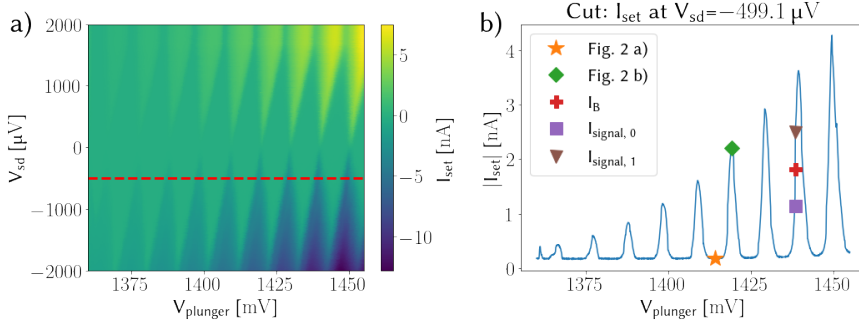 a)
2000
1000
0
−1000
−2000
V_sd [μV]
1375
1400
1425
1450
V_plunger [mV]
5
0
−5
−10
I_set [nA]
b)
Cut: I_set at V_sd=−499.1 μV
Fig. 2 a)
Fig. 2 b)
I_B
I_signal, 0
I_signal, 1
4
3
2
1
0
|I_set| [nA]
1375
1400
1425
1450
V_plunger [mV]